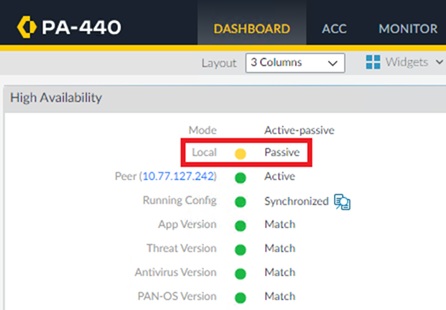 PA-440 DASHBOARD ACC MONITOR
Layout 3 Columns Widgets
High Availability
Mode Active-passive
Local Passive
Peer (10.77.127.242) Active
Running Config Synchronized
App Version Match
Threat Version Match
Antivirus Version Match
PAN-OS Version Match